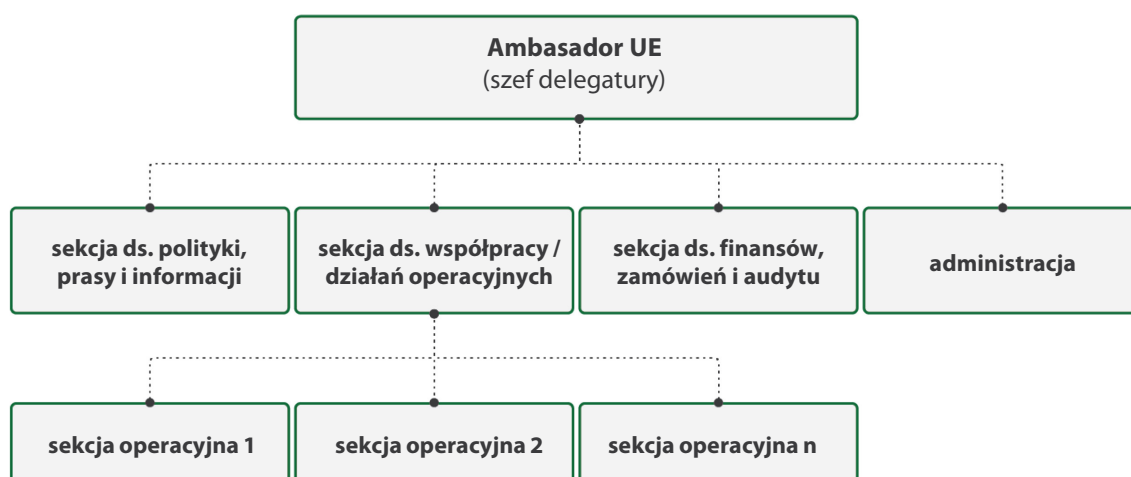 Ambasador UE
(szef delegatury)
sekcja ds. polityki,
prasy i informacji
sekcja ds. współpracy /
działań operacyjnych
sekcja ds. finansów,
zamówień i audytu
administracja
sekcja operacyjna 1
sekcja operacyjna 2
sekcja operacyjna n